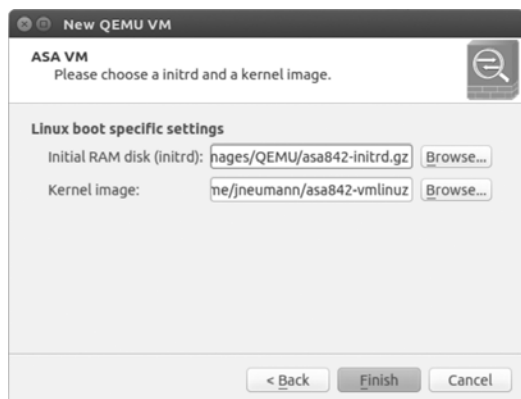 New QEMU VM
ASA VM
Please choose a initrd and a kernel image.
Linux boot specific settings
Initial RAM disk (initrd): nages/QEMU/asa842-initrd.gz Browse...
Kernel image: me/jneumann/asa842-vmlinuz Browse...
< Back Finish Cancel